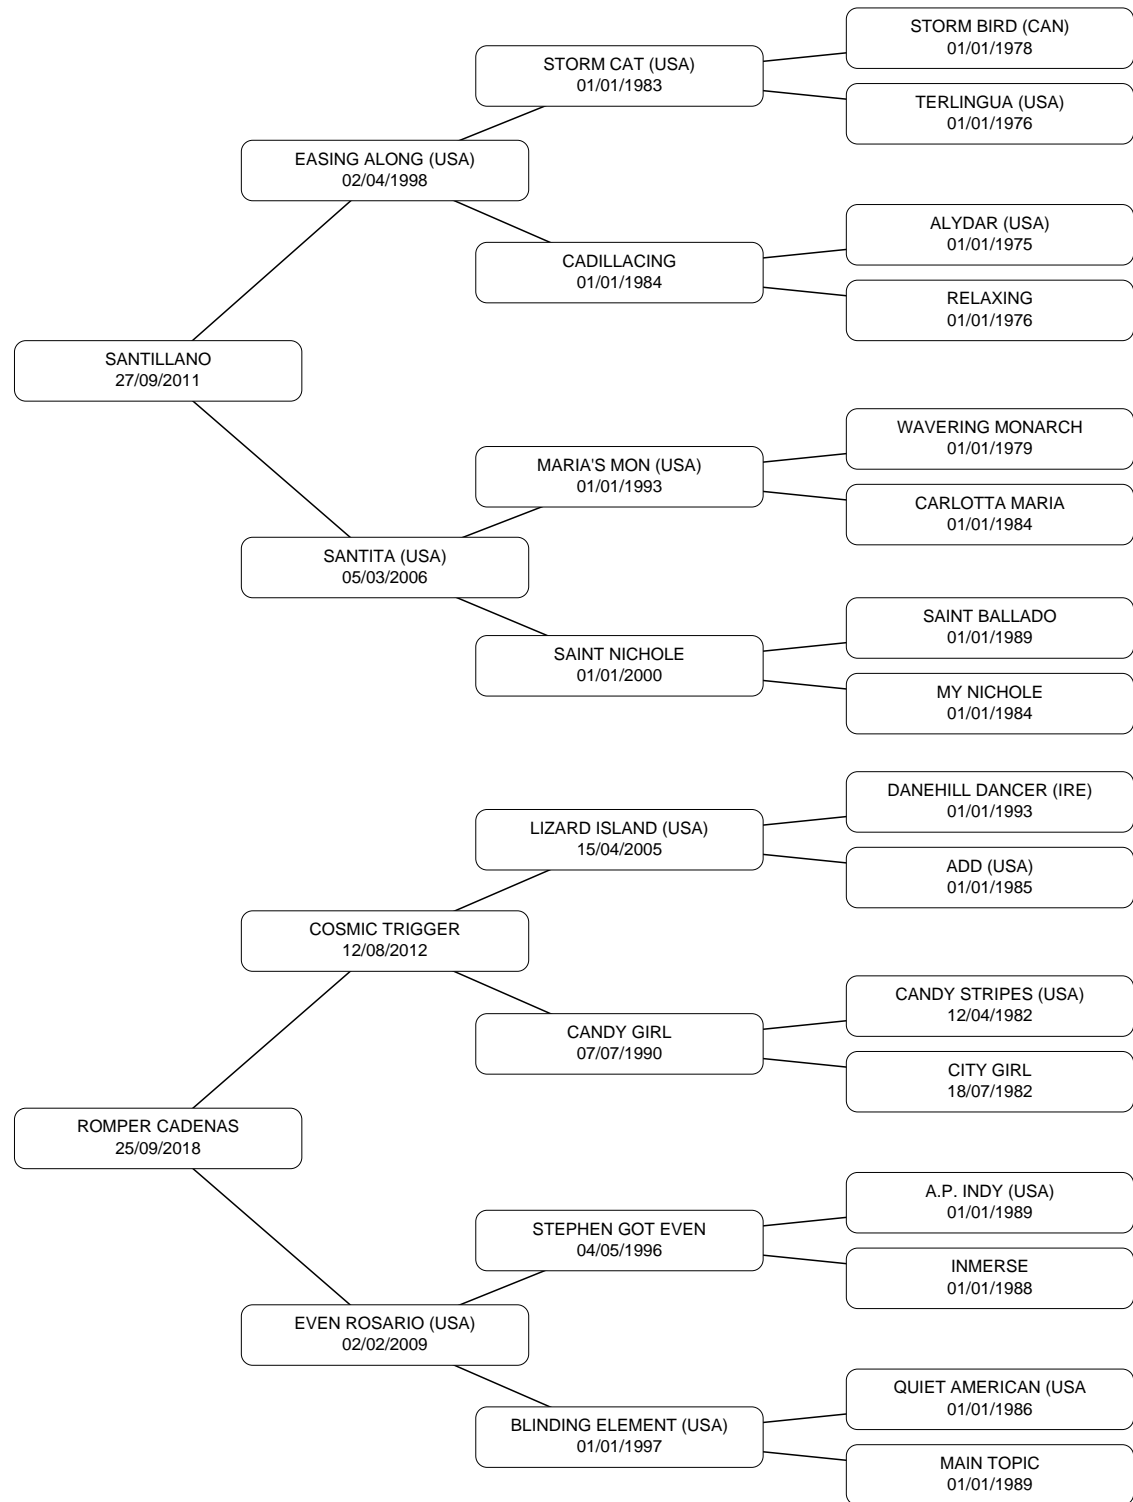 STORM BIRD (CAN)
01/01/1978
STORM CAT (USA)
01/01/1983
TERLINGUA (USA)
01/01/1976
EASING ALONG (USA)
02/04/1998
ALYDAR (USA)
01/01/1975
CADILLACING
01/01/1984
RELAXING
01/01/1976
SANTILLANO
27/09/2011
WAVERING MONARCH
01/01/1979
MARIA'S MON (USA)
01/01/1993
CARLOTTA MARIA
01/01/1984
SANTITA (USA)
05/03/2006
SAINT BALLADO
01/01/1989
SAINT NICHOLE
01/01/2000
MY NICHOLE
01/01/1984
DANEHILL DANCER (IRE)
01/01/1993
LIZARD ISLAND (USA)
15/04/2005
ADD (USA)
01/01/1985
COSMIC TRIGGER
12/08/2012
CANDY STRIPES (USA)
12/04/1982
CANDY GIRL
07/07/1990
CITY GIRL
18/07/1982
ROMPER CADENAS
25/09/2018
A.P. INDY (USA)
01/01/1989
STEPHEN GOT EVEN
04/05/1996
INMERSE
01/01/1988
EVEN ROSARIO (USA)
02/02/2009
QUIET AMERICAN (USA
01/01/1986
BLINDING ELEMENT (USA)
01/01/1997
MAIN TOPIC
01/01/1989